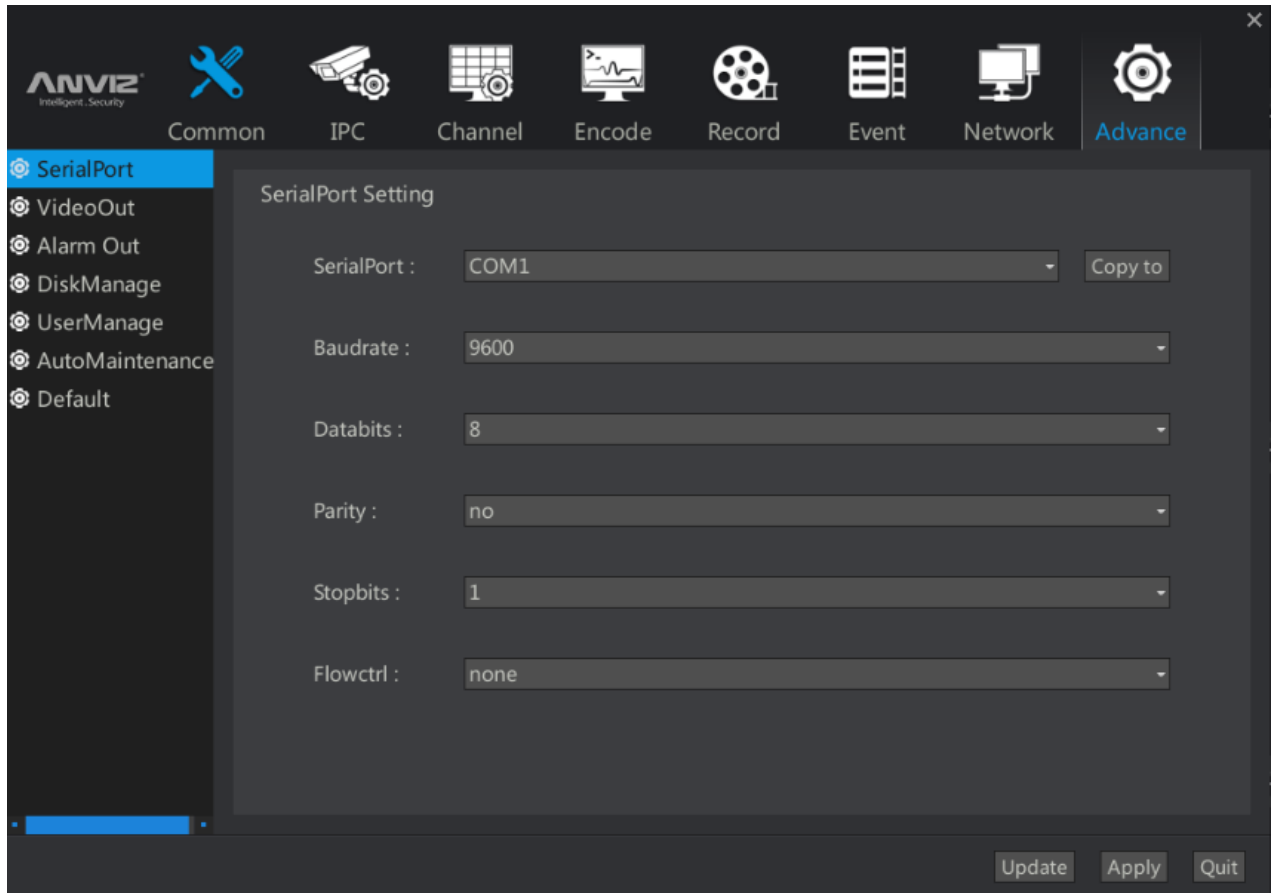 ANVIZ
Intelligent . Security
Common IPC Channel Encode Record Event Network Advance
SerialPort
VideoOut
Alarm Out
DiskManage
UserManage
AutoMaintenance
Default
SerialPort Setting
SerialPort : COM1 Copy to
Baudrate : 9600
Databits : 8
Parity : no
Stopbits : 1
Flowctrl : none
Update Apply Quit